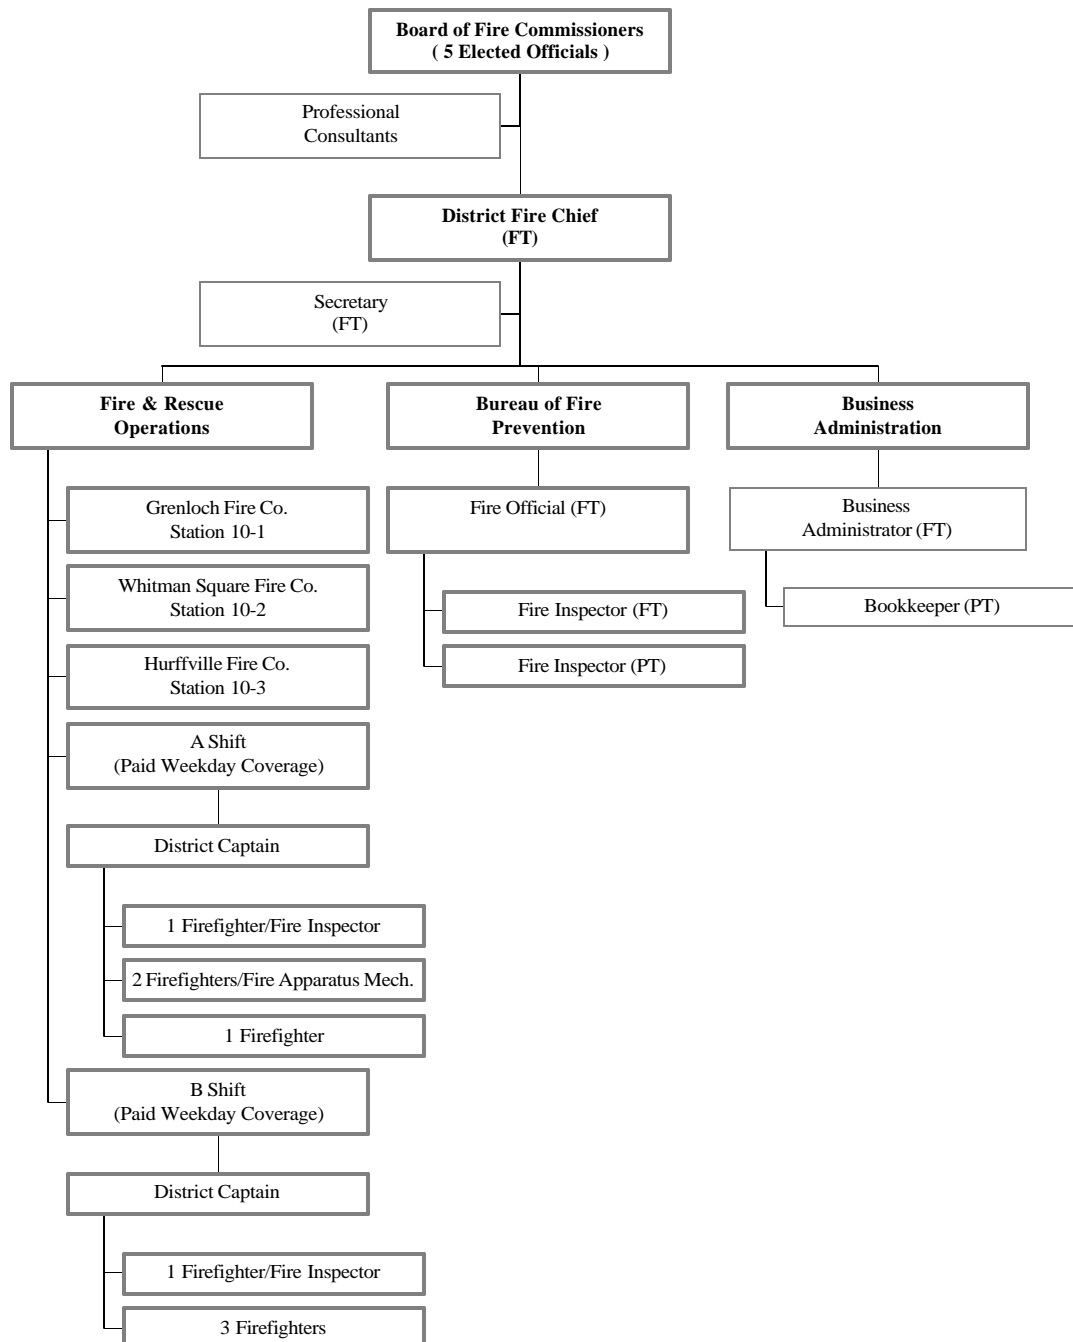 Board of Fire Commissioners
( 5 Elected Officials )
Professional
Consultants
District Fire Chief
(FT)
Secretary
(FT)
Fire & Rescue
Operations
Bureau of Fire
Prevention
Business
Administration
Grenloch Fire Co.
Station 10-1
Fire Official (FT)
Business
Administrator (FT)
Whitman Square Fire Co.
Station 10-2
Fire Inspector (FT)
Bookkeeper (PT)
Hurffville Fire Co.
Station 10-3
Fire Inspector (PT)
A Shift
(Paid Weekday Coverage)
District Captain
1 Firefighter/Fire Inspector
2 Firefighters/Fire Apparatus Mech.
1 Firefighter
B Shift
(Paid Weekday Coverage)
District Captain
1 Firefighter/Fire Inspector
3 Firefighters